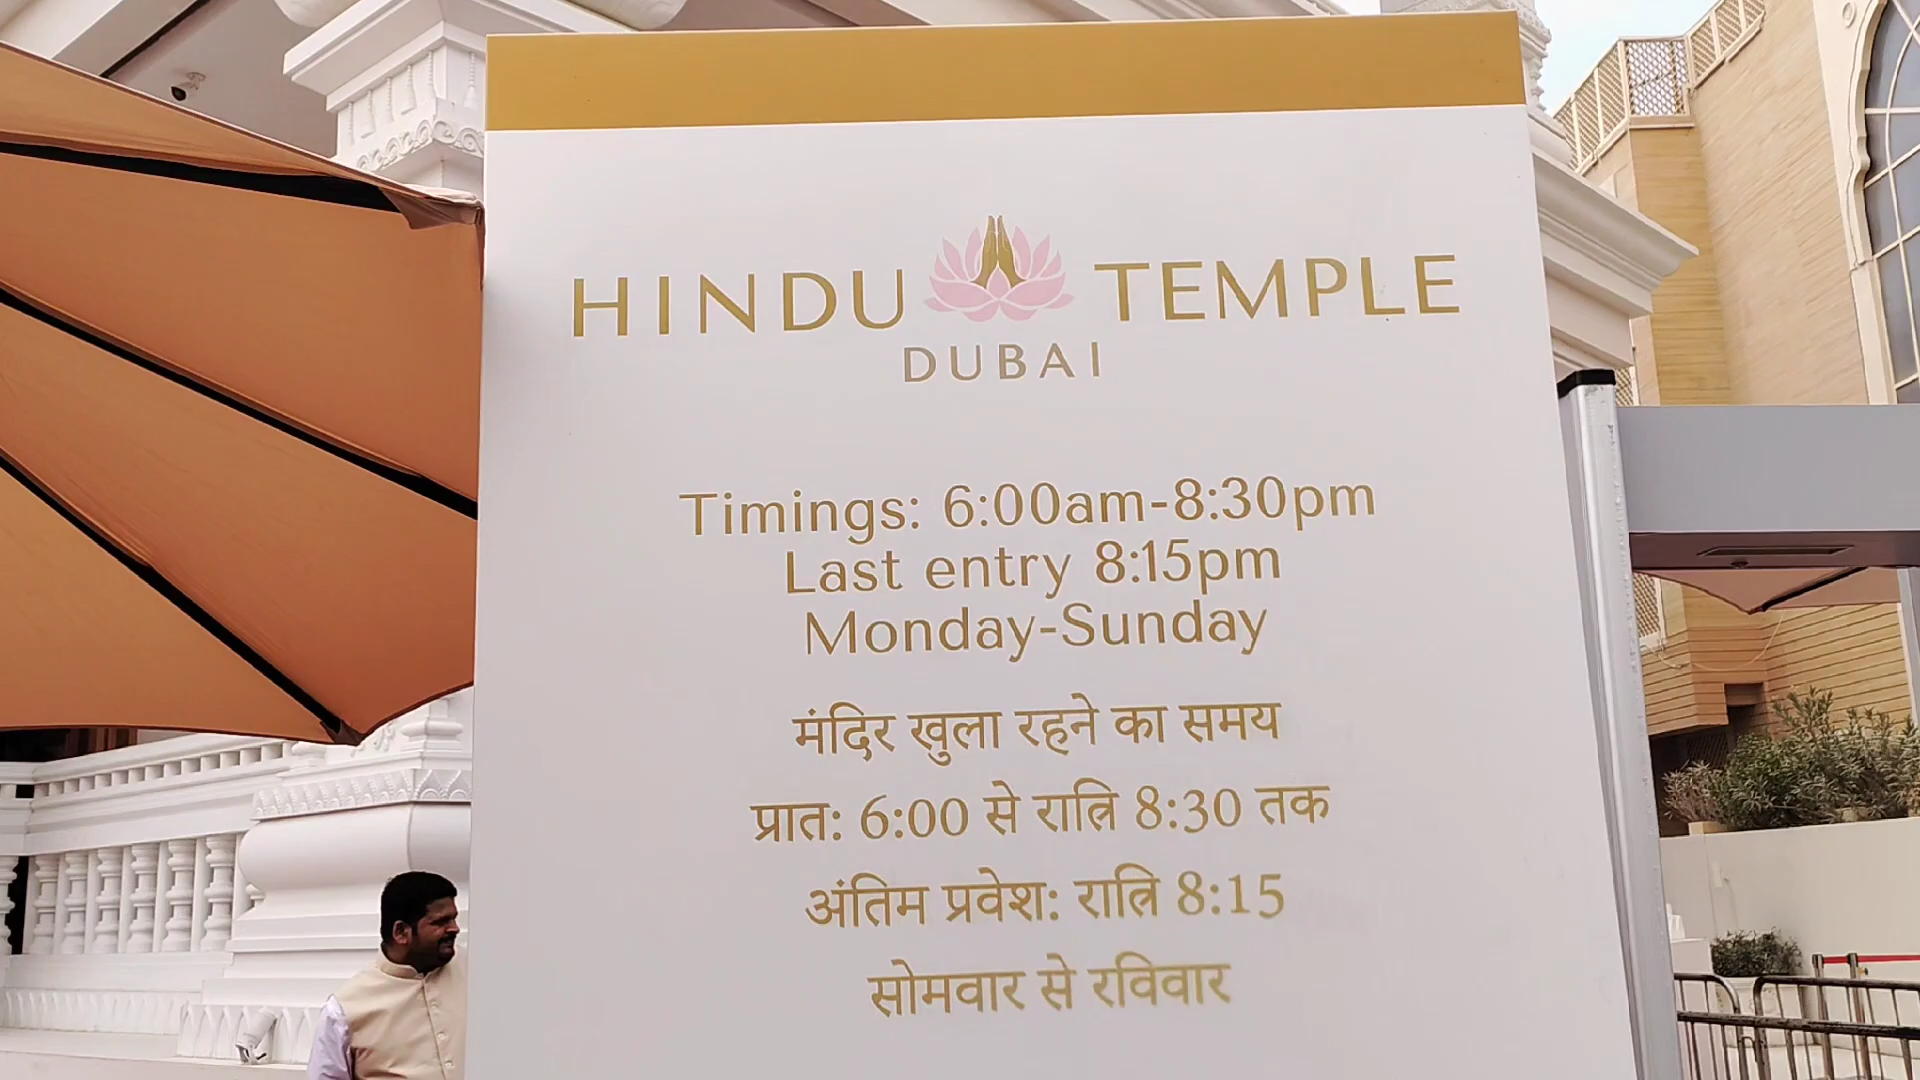 HINDU TEMPLE
DUBAI
Timings: 6:00am-8:30pm
Last entry 8:15pm
Monday-Sunday
मंदिर खुला रहने का समय
प्रात: 6:00 से रात्रि 8:30 तक
अंतिम प्रवेश: रात्रि 8:15
सोमवार से रविवार